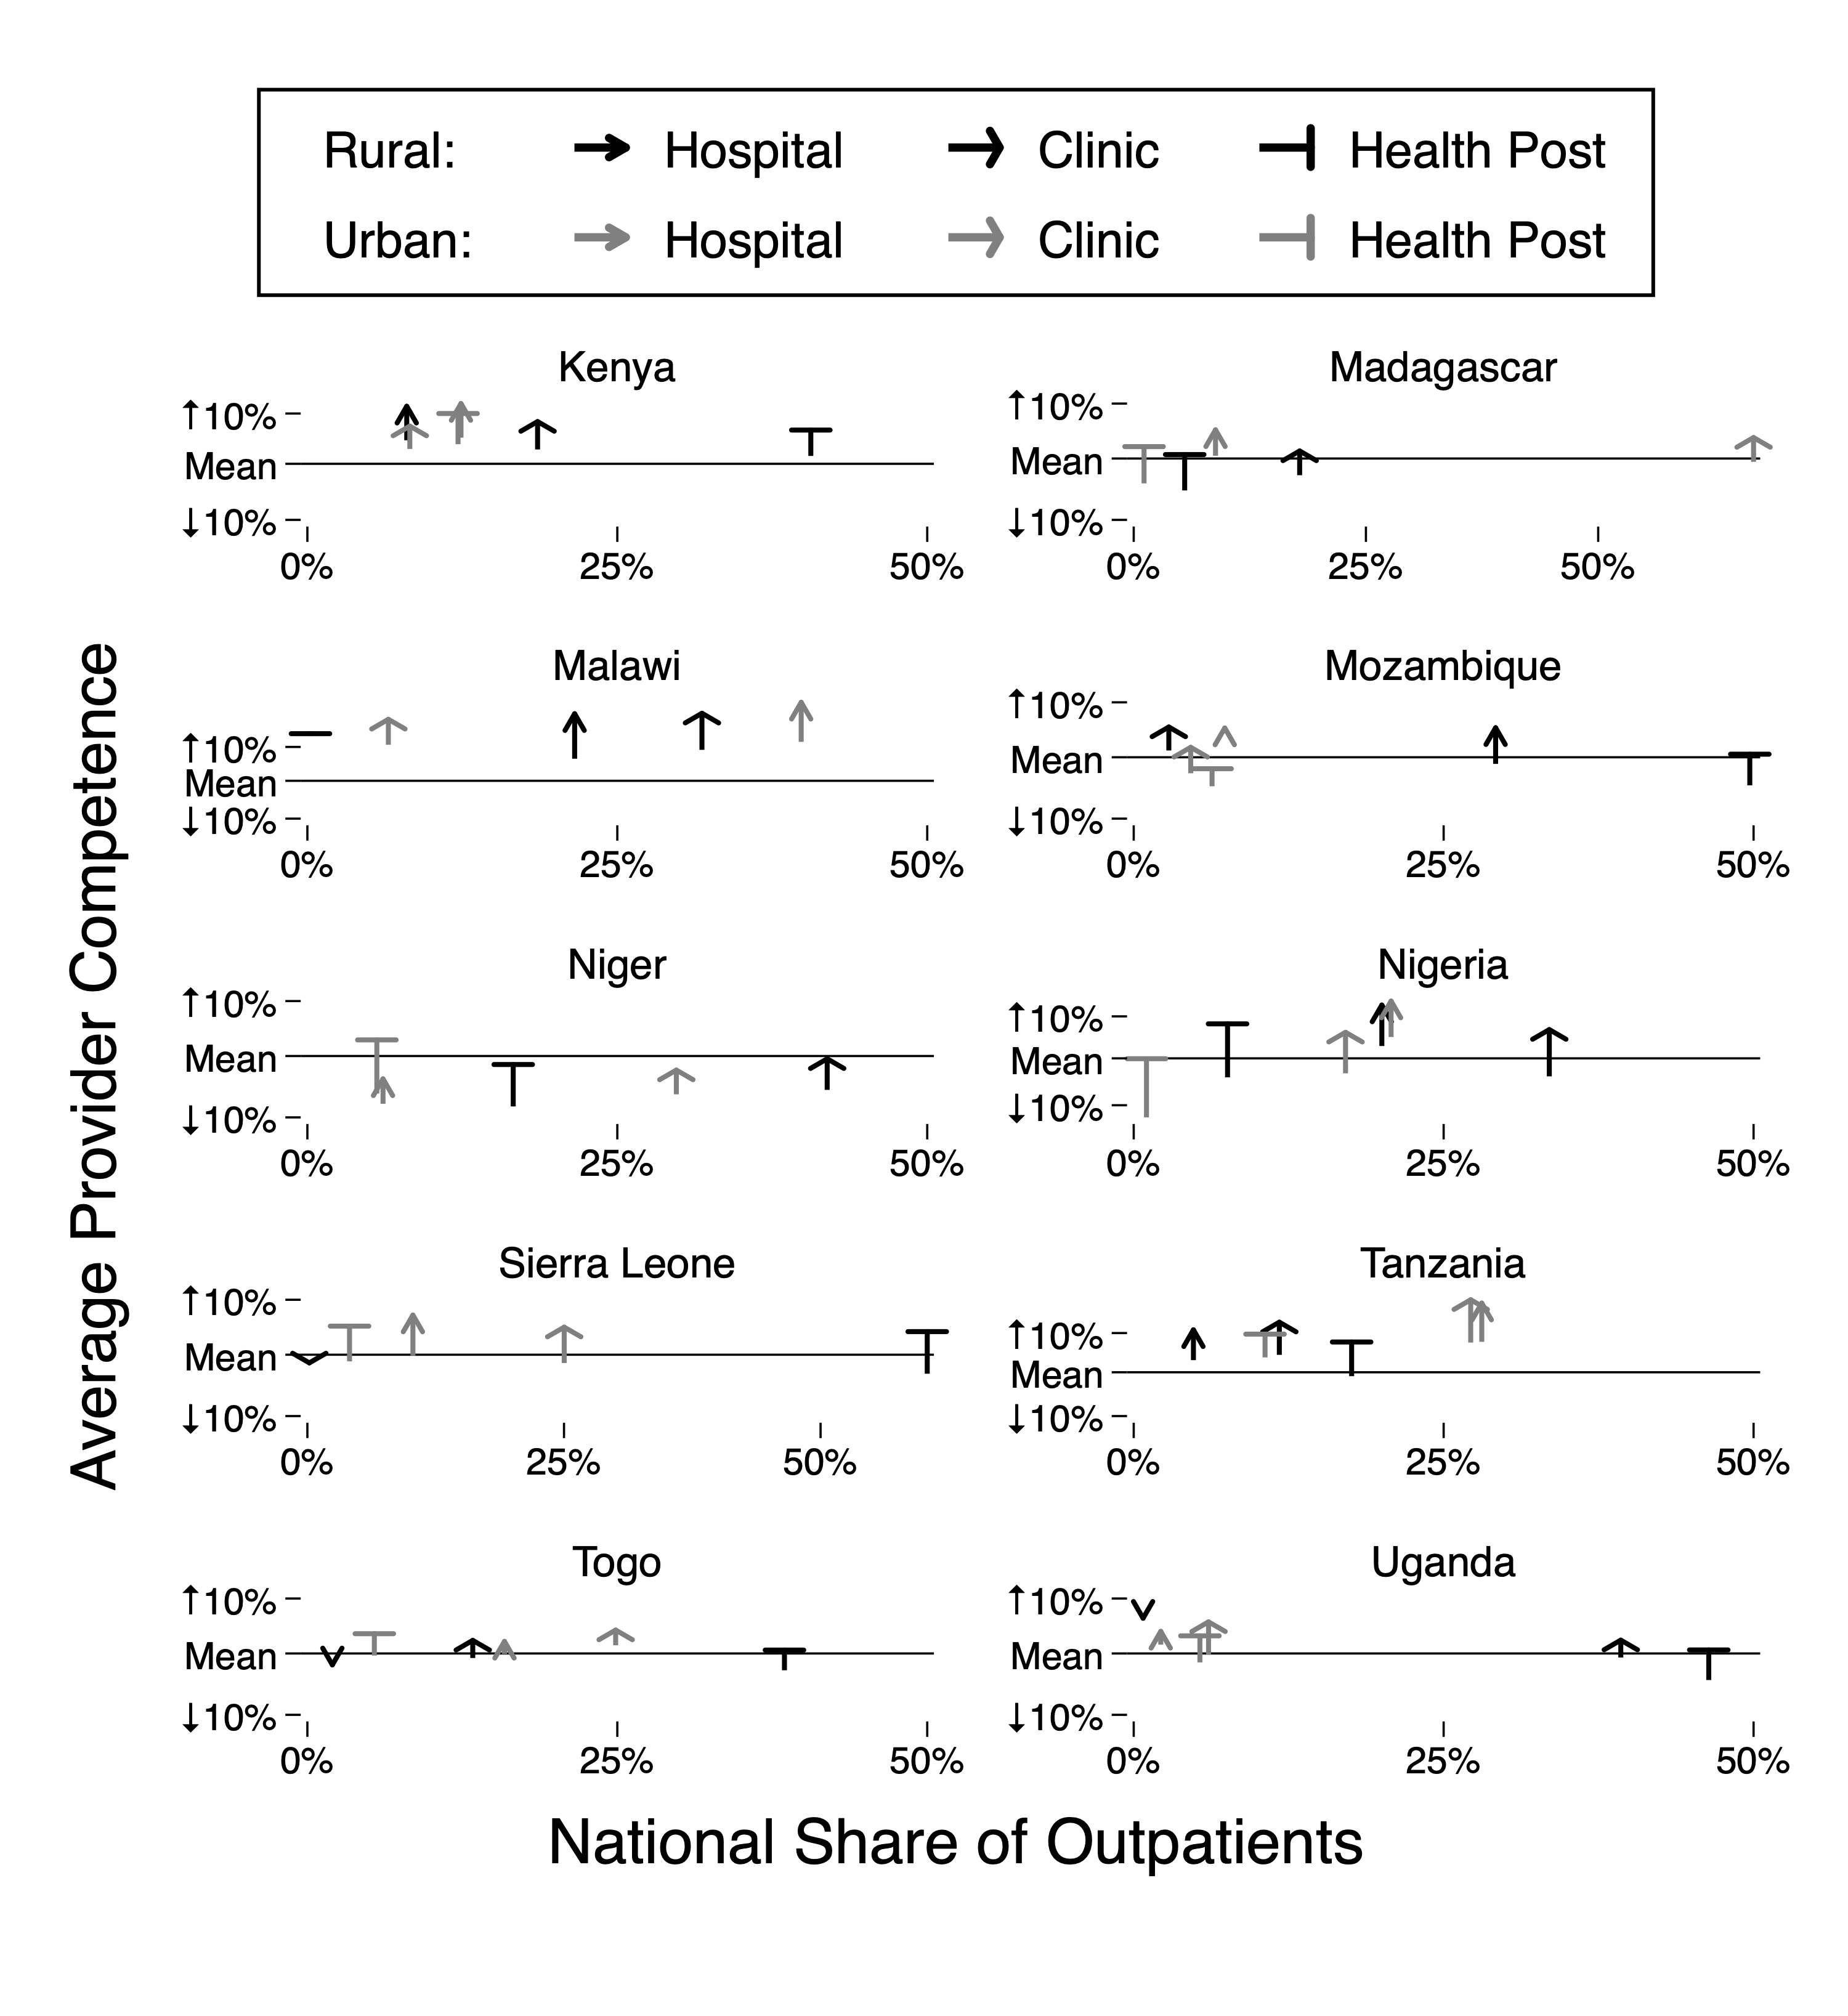 Rural: Hospital Clinic Health Post
Urban: Hospital Clinic Health Post
Kenya
↑10%
Mean
↓10%
0% 25% 50%
Madagascar
↑10%
Mean
↓10%
0% 25% 50%
Malawi
↑10%
Mean
↓10%
0% 25% 50%
Mozambique
↑10%
Mean
↓10%
0% 25% 50%
Niger
↑10%
Mean
↓10%
0% 25% 50%
Nigeria
↑10%
Mean
↓10%
0% 25% 50%
Sierra Leone
↑10%
Mean
↓10%
0% 25% 50%
Tanzania
↑10%
Mean
↓10%
0% 25% 50%
Togo
↑10%
Mean
↓10%
0% 25% 50%
Uganda
↑10%
Mean
↓10%
0% 25% 50%
Average Provider Competence
National Share of Outpatients